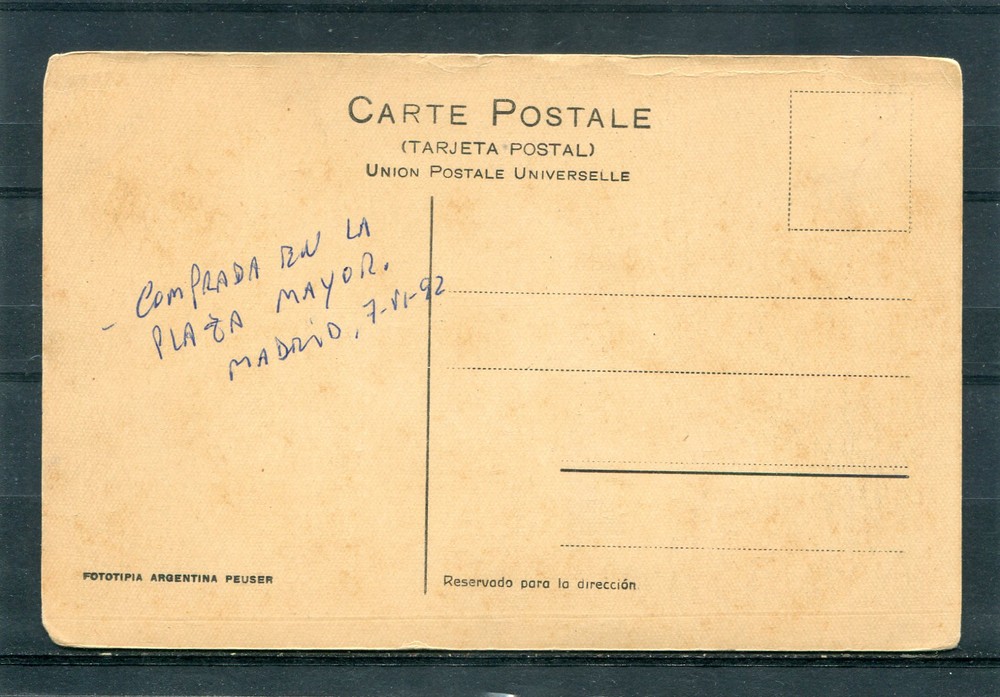 CARTE POSTALE
(TARJETA POSTAL)
UNION POSTALE UNIVERSELLE
- COMPRADA EN LA
PLAZA MAYOR.
MADRID, 7-VI-92
FOTOTIPIA ARGENTINA PEUSER
Reservado para la dirección